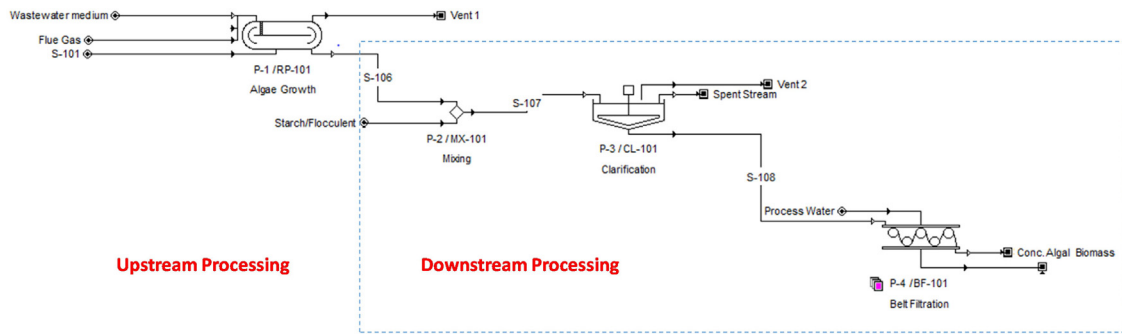 Wastewater medium
Vent 1
Flue Gas
S-101
P-1 / RP-101
Algae Growth
S-106
Starch/Flocculent
P-2 / MX-101
Mixing
S-107
Vent2
Spent Stream
P-3 / CL-101
Clarification
S-108
Process Water
Conc.Algal Biomass
P-4 / BF-101
Belt Filtration
Upstream Processing
Downstream Processing